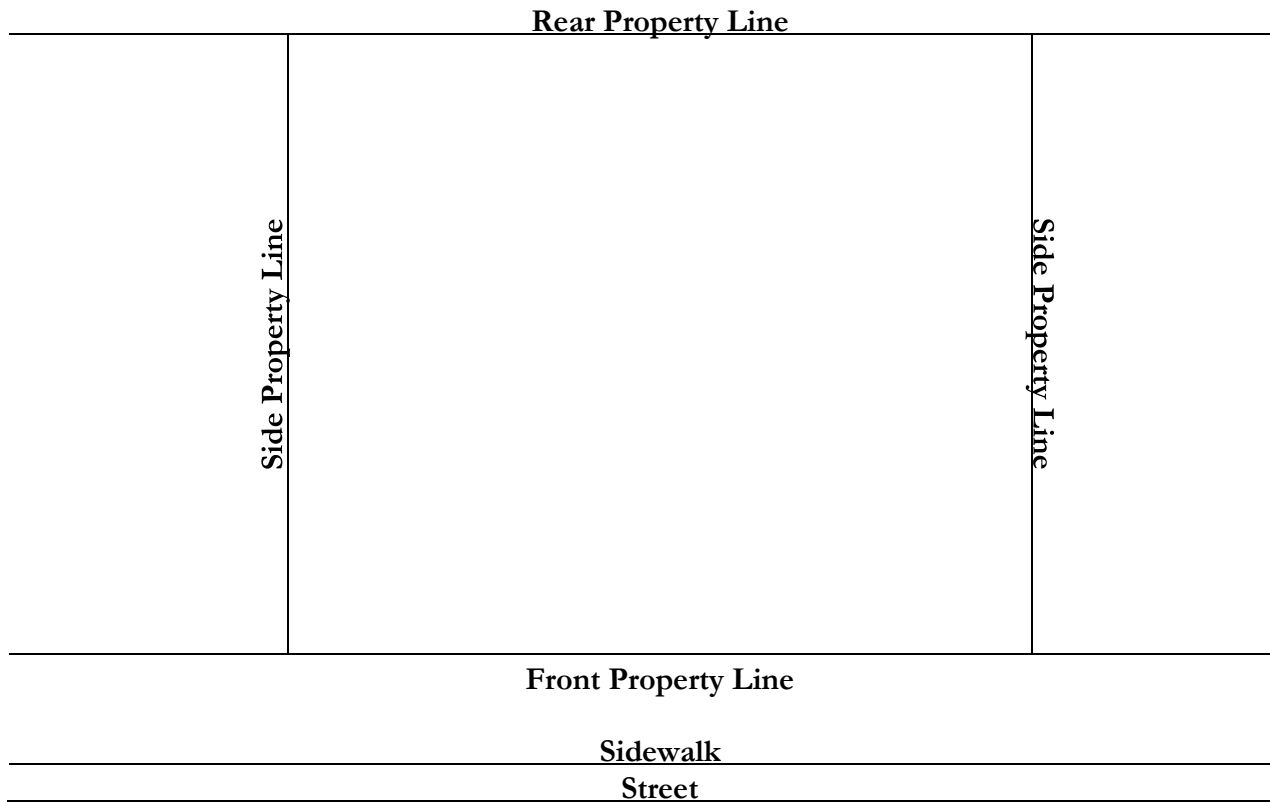 Rear Property Line
Side Property Line
Side Property Line
Front Property Line
Sidewalk
Street